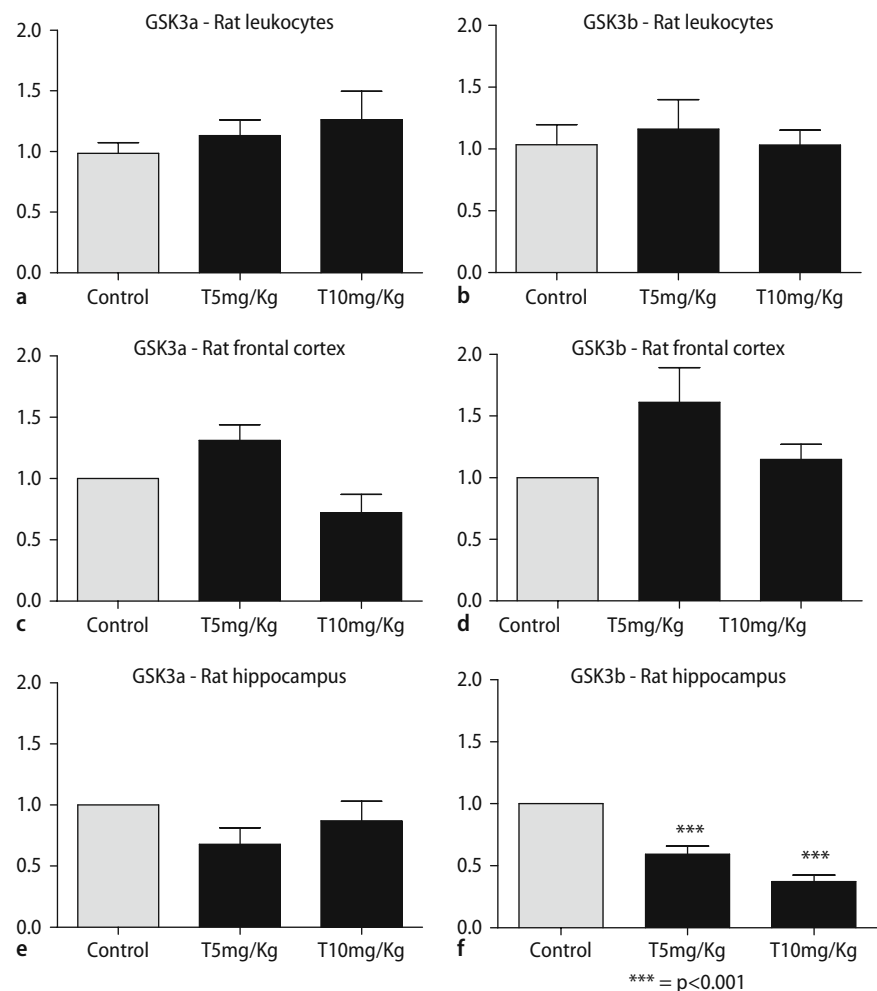 GSK3a - Rat leukocytes
2.0
1.5
1.0
0.5
0.0
a
Control T5mg/Kg T10mg/Kg
GSK3b - Rat leukocytes
2.0
1.5
1.0
0.5
0.0
b
Control T5mg/Kg T10mg/Kg
GSK3a - Rat frontal cortex
2.0
1.5
1.0
0.5
0.0
c
Control T5mg/Kg T10mg/Kg
GSK3b - Rat frontal cortex
2.0
1.5
1.0
0.5
0.0
d
Control T5mg/Kg T10mg/Kg
GSK3a - Rat hippocampus
2.0
1.5
1.0
0.5
0.0
e
Control T5mg/Kg T10mg/Kg
GSK3b - Rat hippocampus
2.0
1.5
1.0
0.5
0.0
***
***
f
Control T5mg/Kg T10mg/Kg
*** = p<0.001